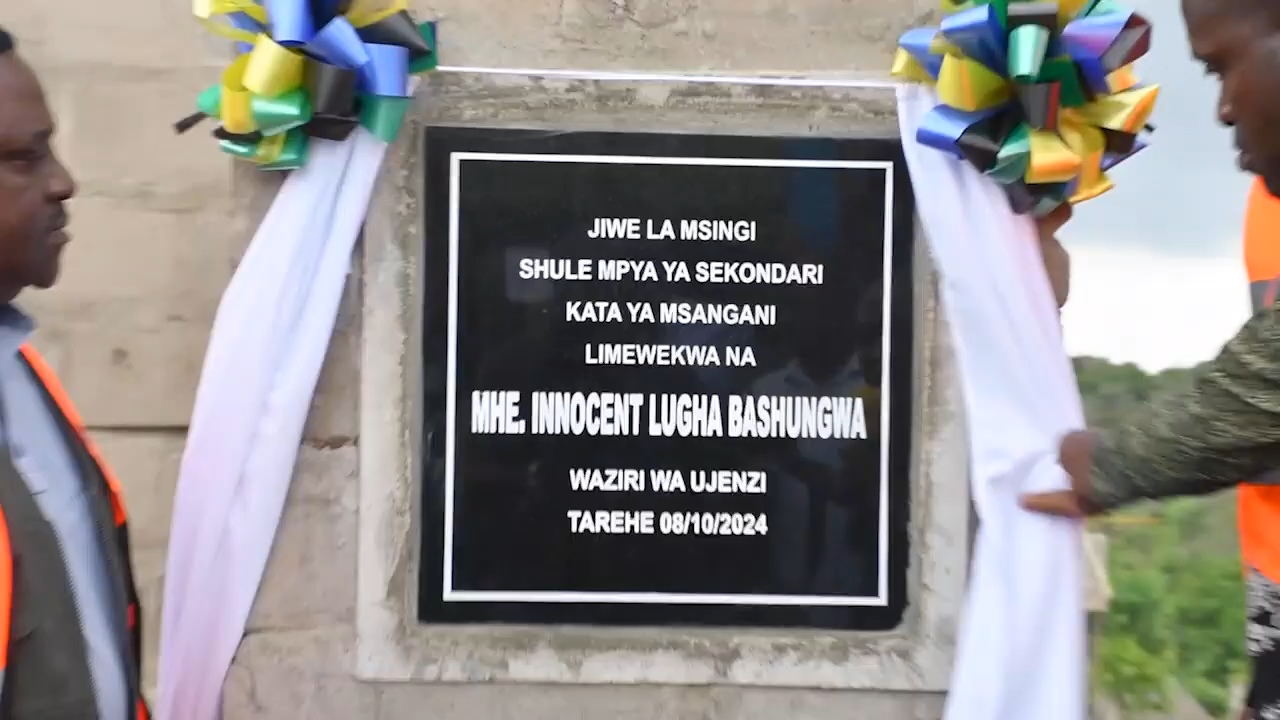 JIWE LA MSINGI
SHULE MPYA YA SEKONDARI
KATA YA MSANGANI
LIMEWEKWA NA
MHE. INNOCENT LUGHA BASHUNGWA
WAZIRI WA UJENZI
TAREHE 08/10/2024